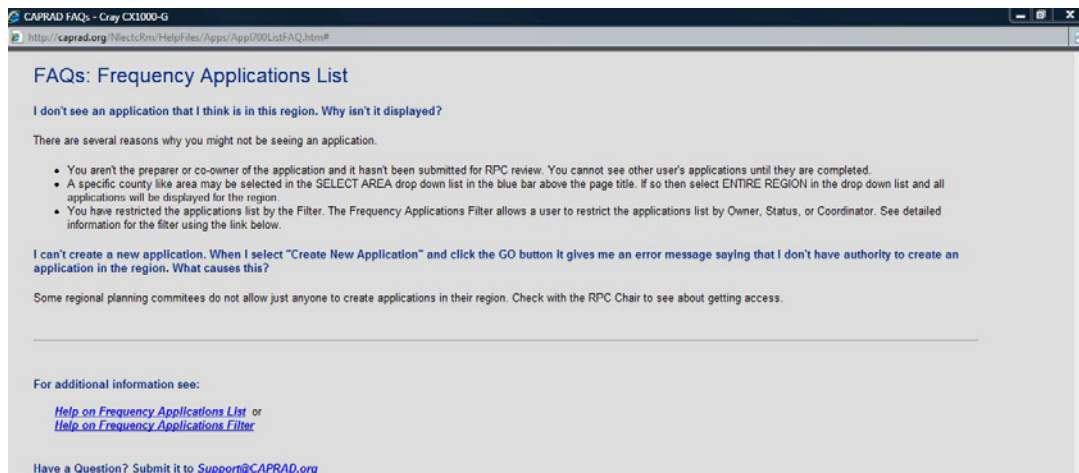 CAPRAD FAQs - Cray CX1000-G
http://caprad.org/NlectcRm/HelpFiles/Apps/Appl700ListFAQ.htm#
FAQs: Frequency Applications List
I don't see an application that I think is in this region. Why isn't it displayed?
There are several reasons why you might not be seeing an application.
• You aren't the preparer or co-owner of the application and it hasn't been submitted for RPC review. You cannot see other user's applications until they are completed.
• A specific county like area may be selected in the SELECT AREA drop down list in the blue bar above the page title. If so then select ENTIRE REGION in the drop down list and all
applications will be displayed for the region.
• You have restricted the applications list by the Filter. The Frequency Applications Filter allows a user to restrict the applications list by Owner, Status, or Coordinator. See detailed
information for the filter using the link below.
I can't create a new application. When I select "Create New Application" and click the GO button it gives me an error message saying that I don't have authority to create an
application in the region. What causes this?
Some regional planning commitees do not allow just anyone to create applications in their region. Check with the RPC Chair to see about getting access.
For additional information see:
Help on Frequency Applications List or
Help on Frequency Applications Filter
Have a Question? Submit it to Support@CAPRAD.org